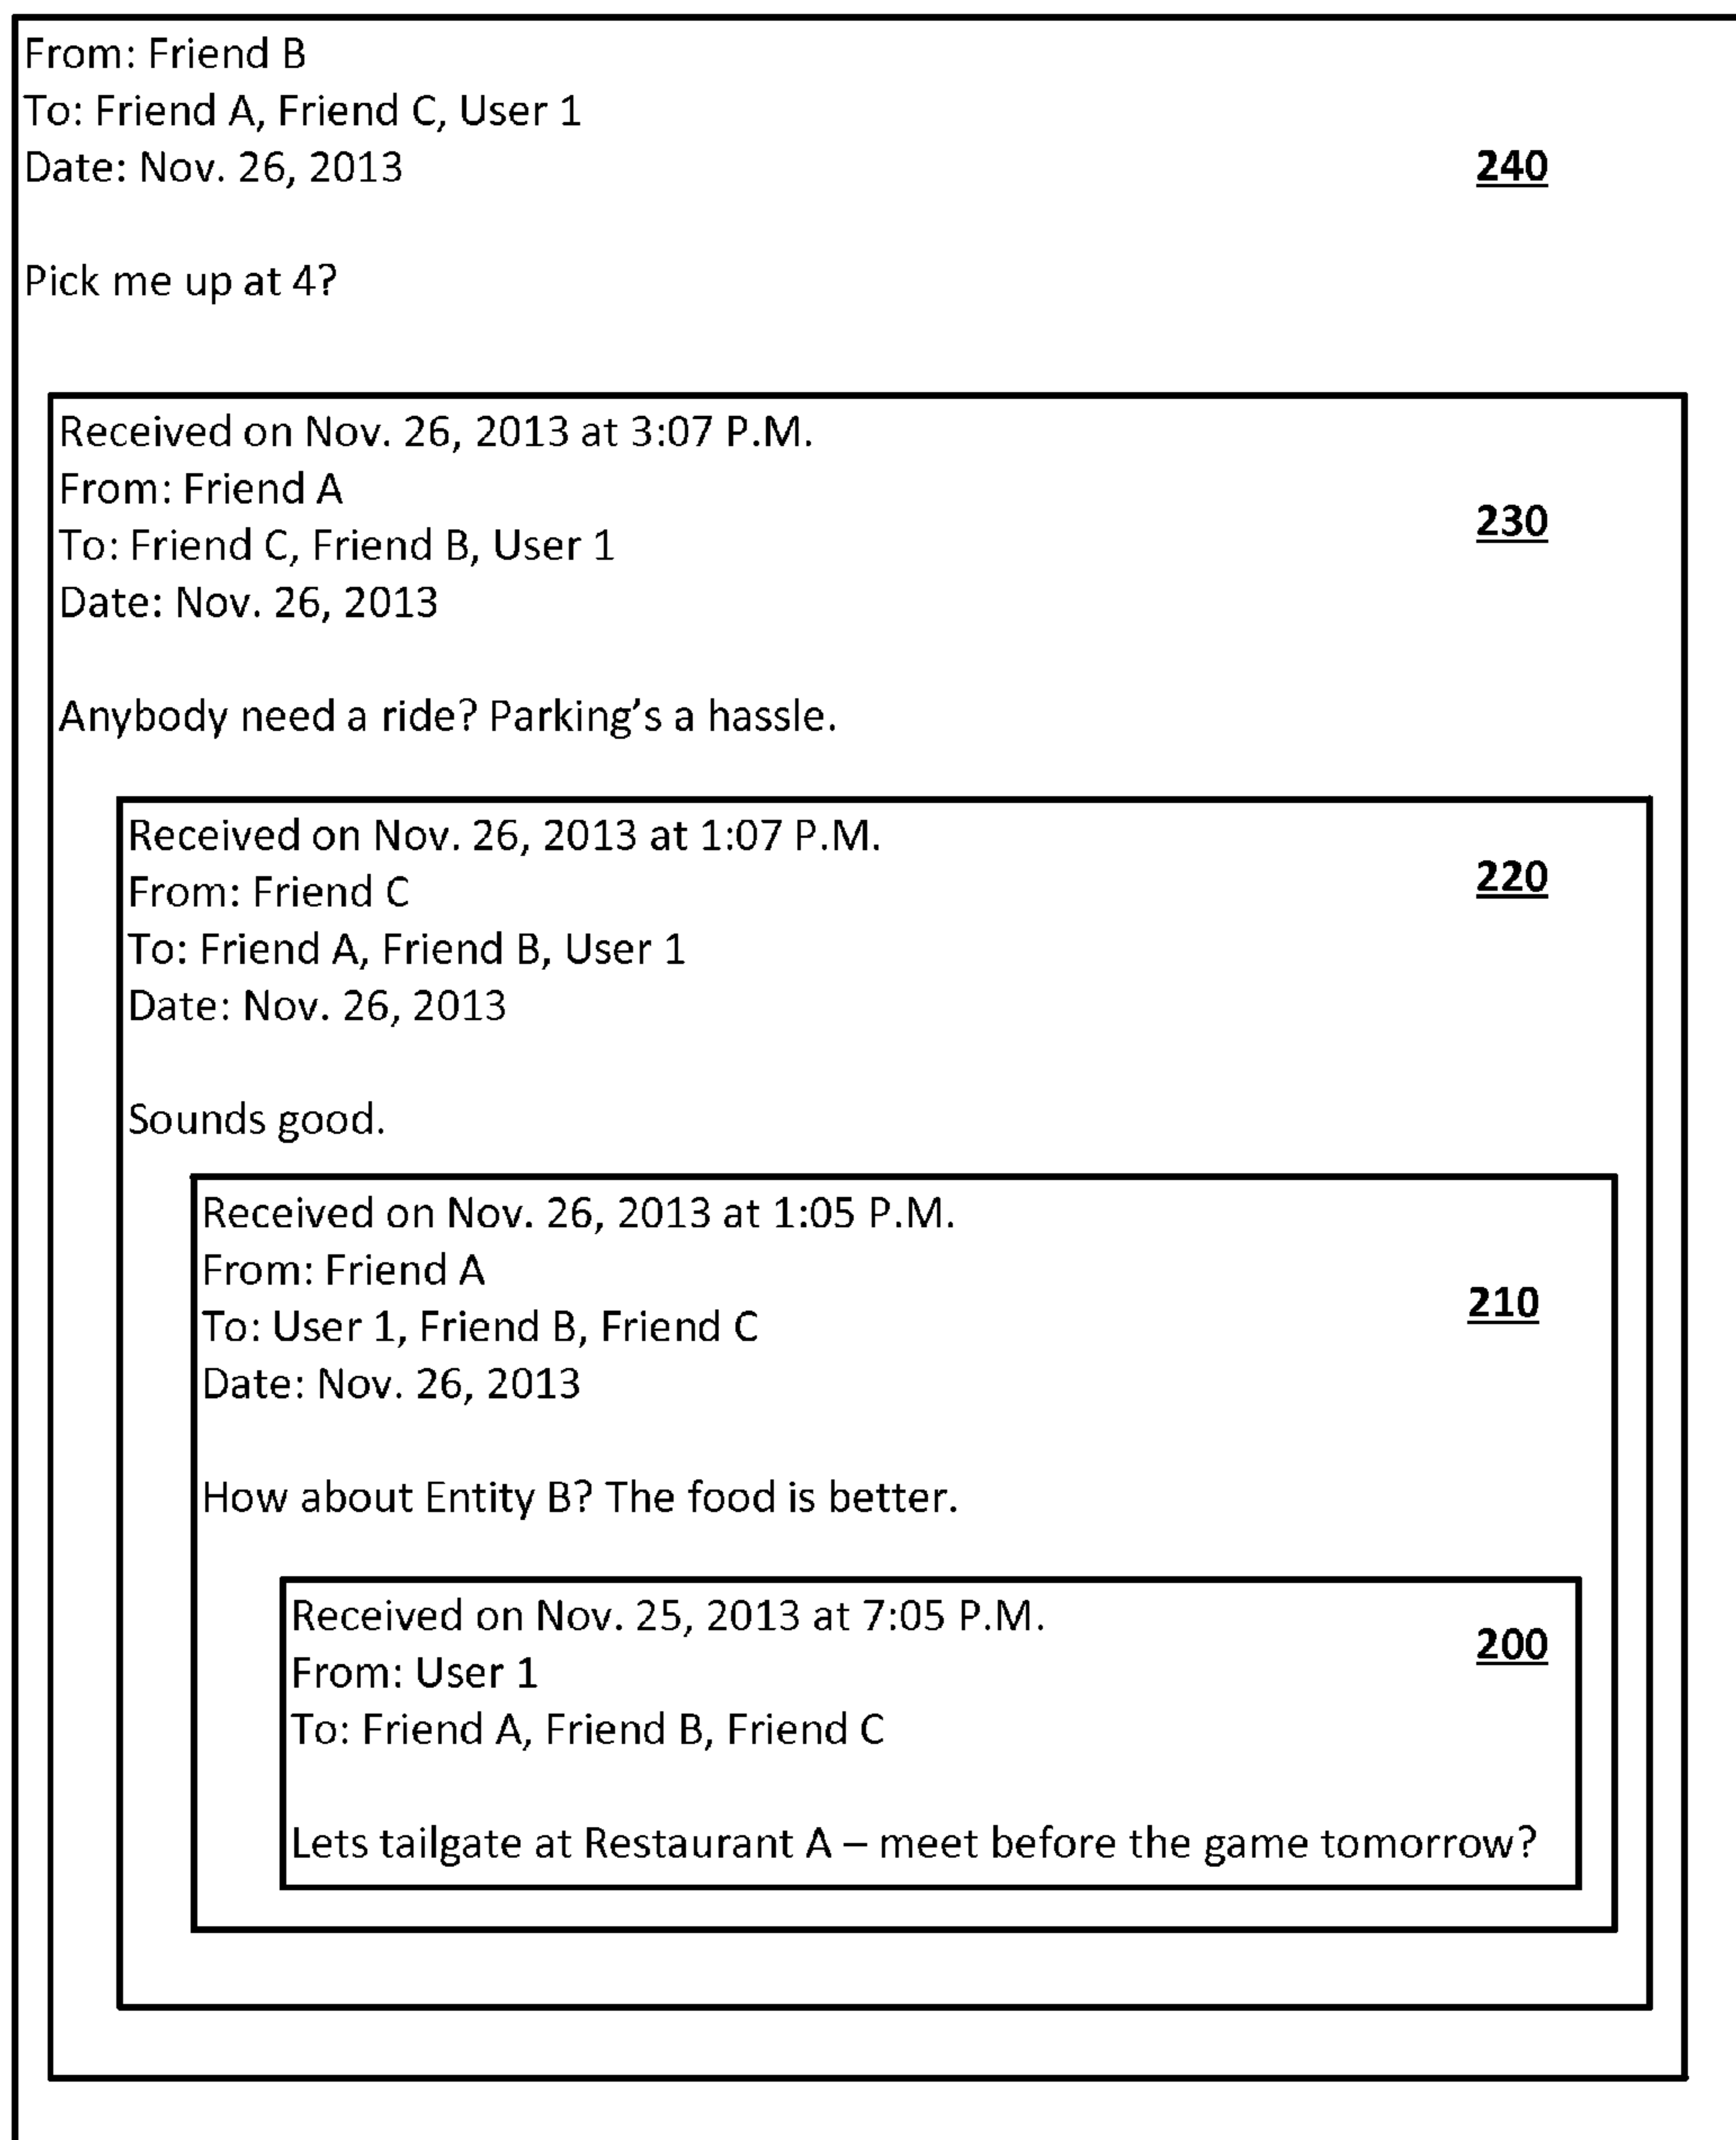 From: Friend B
To: Friend A, Friend C, User 1
Date: Nov. 26, 2013
240
Pick me up at 4?
Received on Nov. 26, 2013 at 3:07 P.M.
From: Friend A
230
To: Friend C, Friend B, User 1
Date: Nov. 26, 2013
Anybody need a ride? Parking’s a hassle.
Received on Nov. 26, 2013 at 1:07 P.M.
220
From: Friend C
To: Friend A, Friend B, User 1
Date: Nov. 26, 2013
Sounds good.
Received on Nov. 26, 2013 at 1:05 P.M.
From: Friend A
210
To: User 1, Friend B, Friend C
Date: Nov. 26, 2013
How about Entity B? The food is better.
Received on Nov. 25, 2013 at 7:05 P.M.
200
From: User 1
To: Friend A, Friend B, Friend C
Lets tailgate at Restaurant A – meet before the game tomorrow?